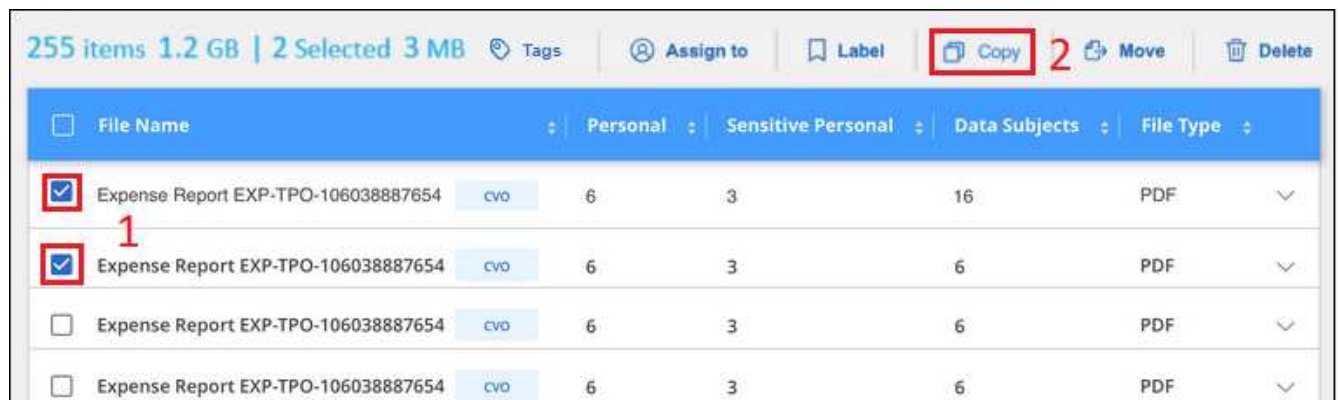 255 items 1.2 GB | 2 Selected 3 MB Tags Assign to Label Copy 2 Move Delete
File Name Personal Sensitive Personal Data Subjects File Type
Expense Report EXP-TPO-106038887654 CVO 6 3 16 PDF
1
Expense Report EXP-TPO-106038887654 CVO 6 3 6 PDF
Expense Report EXP-TPO-106038887654 CVO 6 3 6 PDF
Expense Report EXP-TPO-106038887654 CVO 6 3 6 PDF